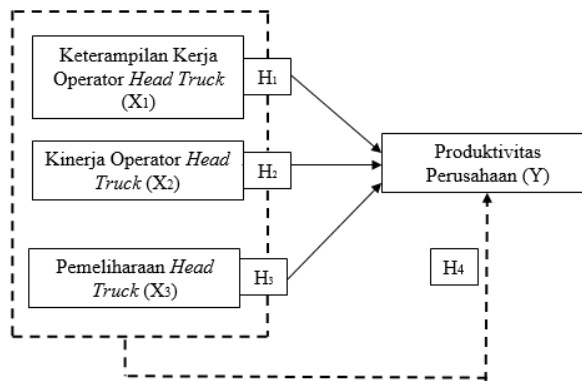 Keterampilan Kerja
Operator Head Truck
(X1)
H1
Kinerja Operator Head
Truck (X2)
H2
Pemeliharaan Head
Truck (X3)
H3
Produktivitas
Perusahaan (Y)
H4